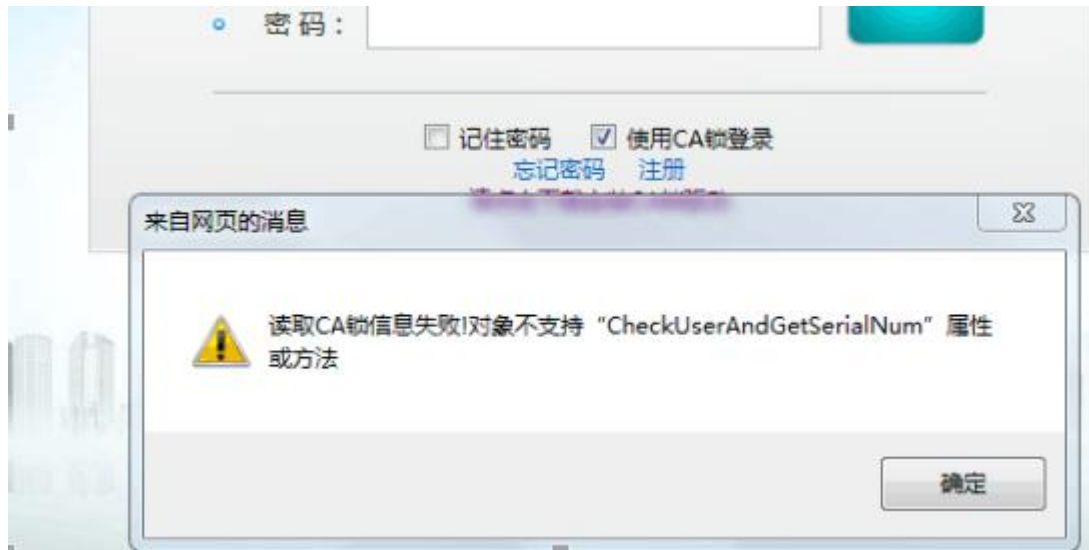 密 码：
记住密码 使用CA锁登录
忘记密码 注册
来自网页的消息
读取CA锁信息失败!对象不支持“CheckUserAndGetSerialNum”属性
或方法
确定